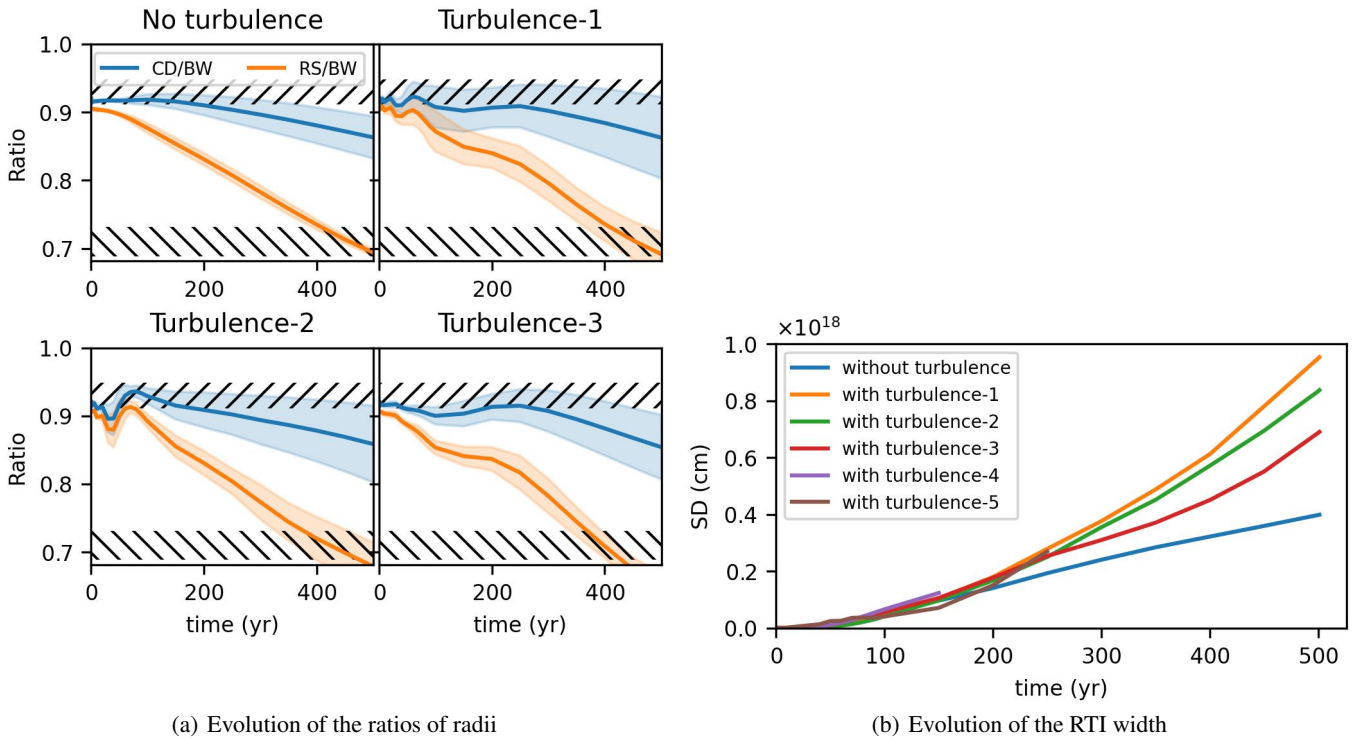 No turbulence
Turbulence-1
1.0
0.9
0.8
0.7
Ratio
CD/BW
RS/BW
0 200 400
0 200 400
Turbulence-2
Turbulence-3
1.0
0.9
0.8
0.7
Ratio
0 200 400
0 200 400
time (yr)
time (yr)
(a) Evolution of the ratios of radii
×10^18
1.0
0.8
0.6
0.4
0.2
0.0
SD (cm)
without turbulence
with turbulence-1
with turbulence-2
with turbulence-3
with turbulence-4
with turbulence-5
0 100 200 300 400 500
time (yr)
(b) Evolution of the RTI width